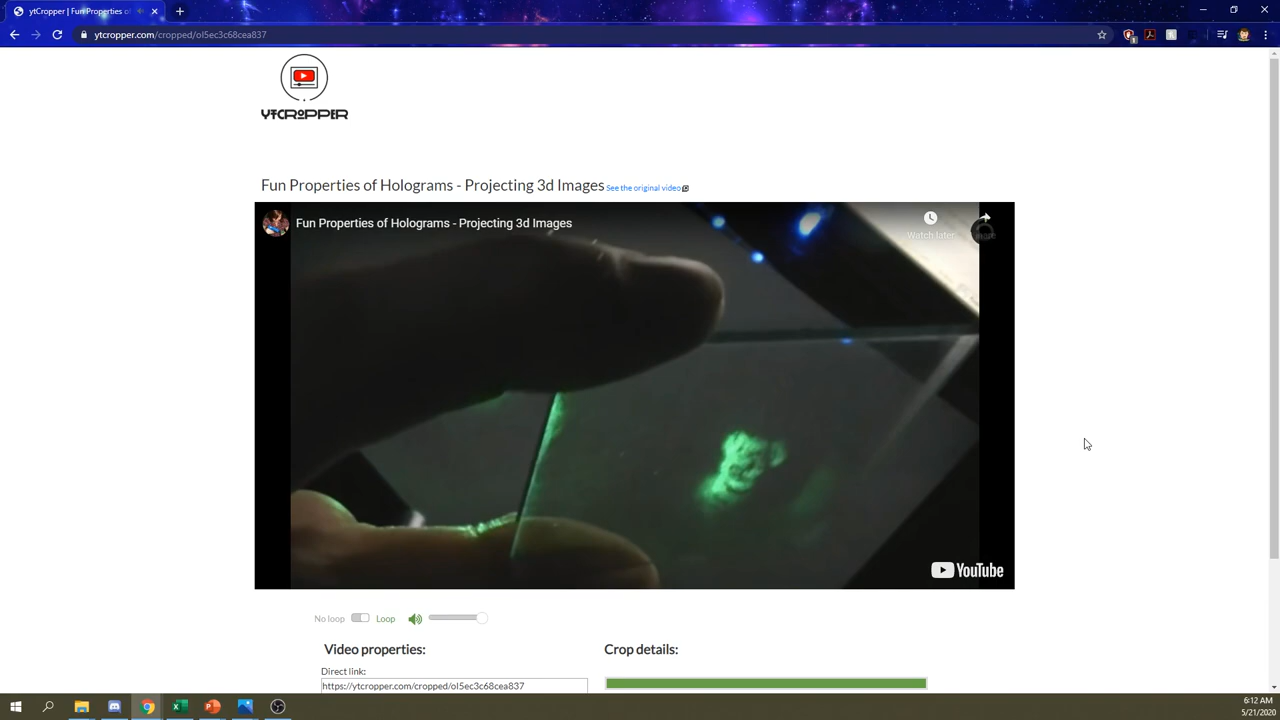 ytCropper | Fun Properties of
ytcropper.com/cropped/ol5ec3c68cea837
YTCROPPER
Fun Properties of Holograms - Projecting 3d Images See the original video
Fun Properties of Holograms - Projecting 3d Images
Watch later
YouTube
No loop Loop
Video properties: Crop details:
Direct link:
https://ytcropper.com/cropped/ol5ec3c68cea837
6:12 AM
5/21/2020